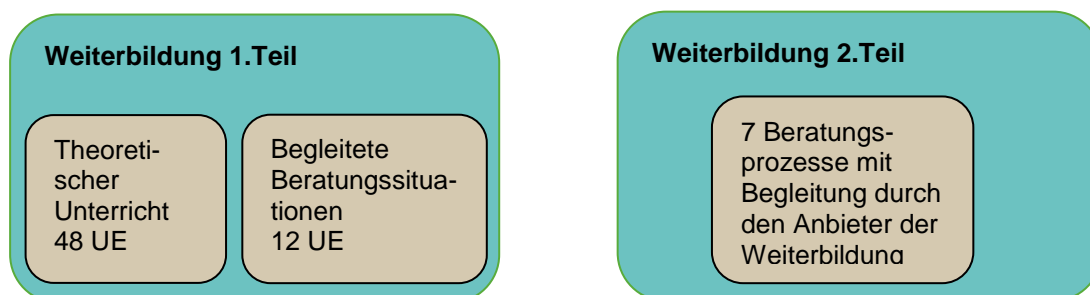 Weiterbildung 1.Teil
Theoreti-
scher
Unterricht
48 UE
Begleitete
Beratungssitua-
tionen
12 UE
Weiterbildung 2.Teil
7 Beratungs-
prozesse mit
Begleitung durch
den Anbieter der
Weiterbildung